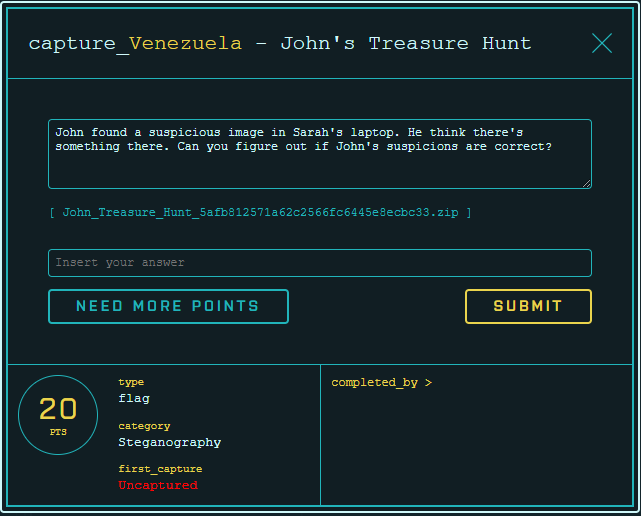 capture_Venezuela - John's Treasure Hunt
John found a suspicious image in Sarah's laptop. He think there's
something there. Can you figure out if John's suspicions are correct?
[ John_Treasure_Hunt_5afb812571a62c2566fc6445e8ecbc33.zip ]
Insert your answer
NEED MORE POINTS
SUBMIT
20
PTS
type
flag
category
Steganography
first_capture
Uncaptured
completed_by >